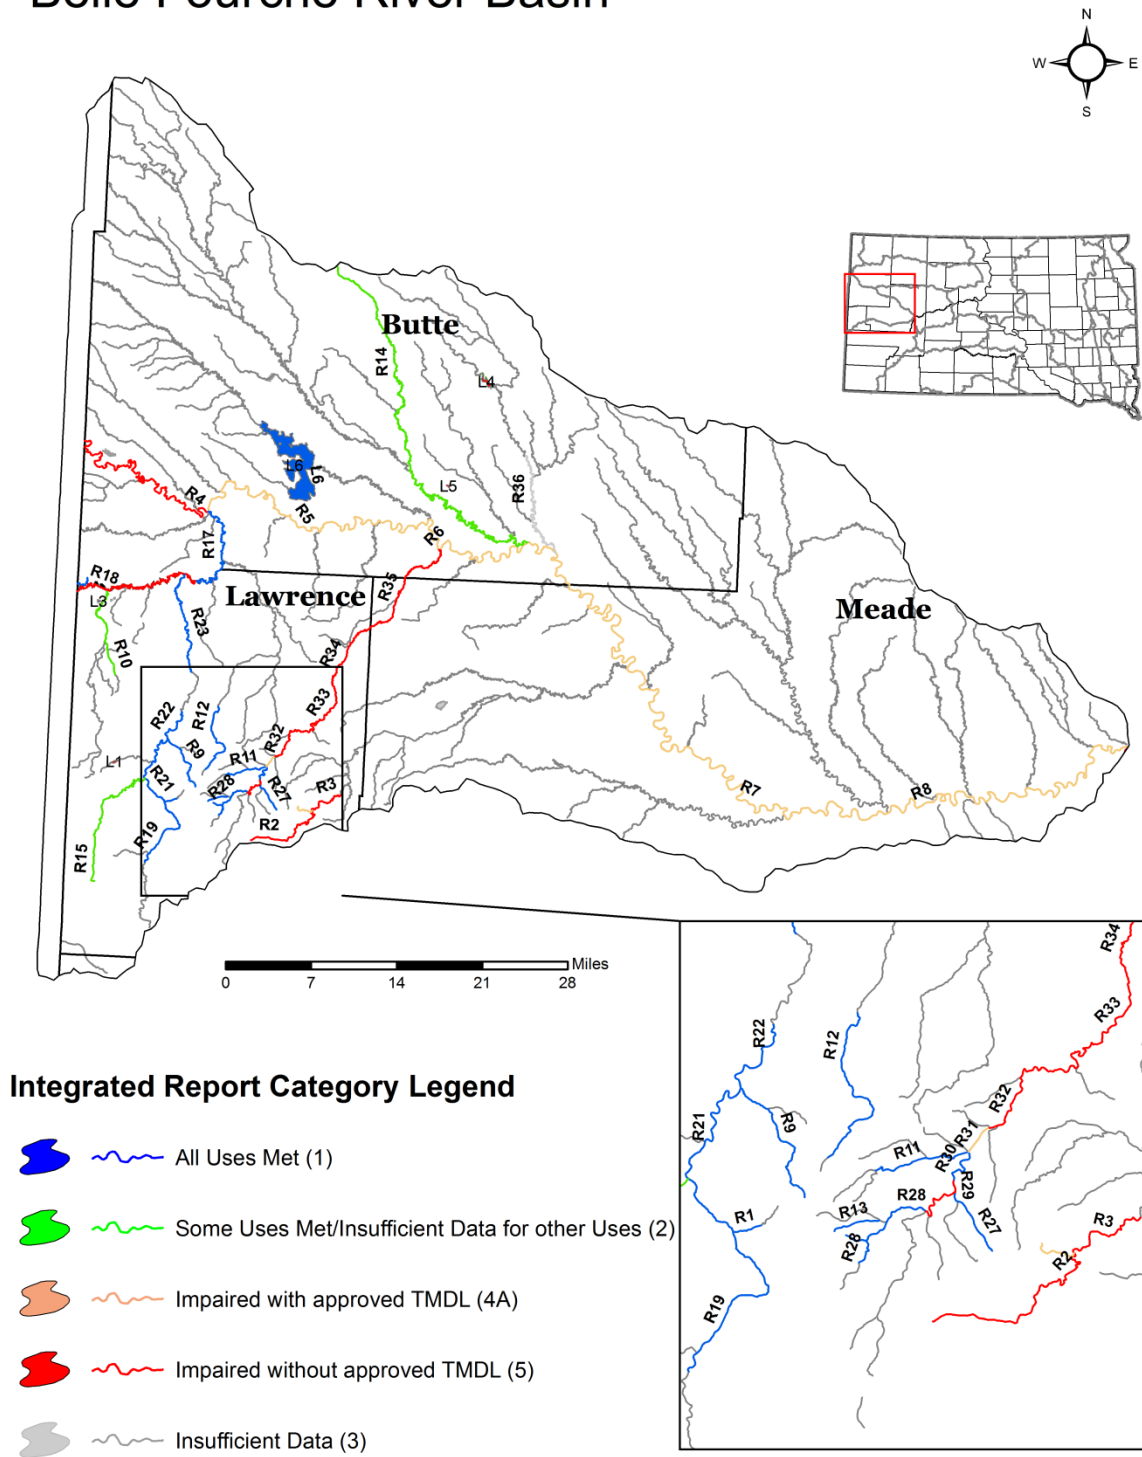 Belle Fourche River Basin
N
W
E
S
Butte
R14
L4
L6
L6
L5
R36
R4
R5
R6
R17
R18
L3
Lawrence
R35
Meade
R23
R10
R34
R22
R12
R33
R9
R32
L1
R11
R21
R28
R27
R3
R7
R8
R19
R2
R15
Miles
0
7
14
21
28
R34
R33
R22
R12
R32
R21
R9
R31
R11
R30
R29
R28
R13
R1
R27
R3
R28
R2
R19
Integrated Report Category Legend
All Uses Met (1)
Some Uses Met/Insufficient Data for other Uses (2)
Impaired with approved TMDL (4A)
Impaired without approved TMDL (5)
Insufficient Data (3)